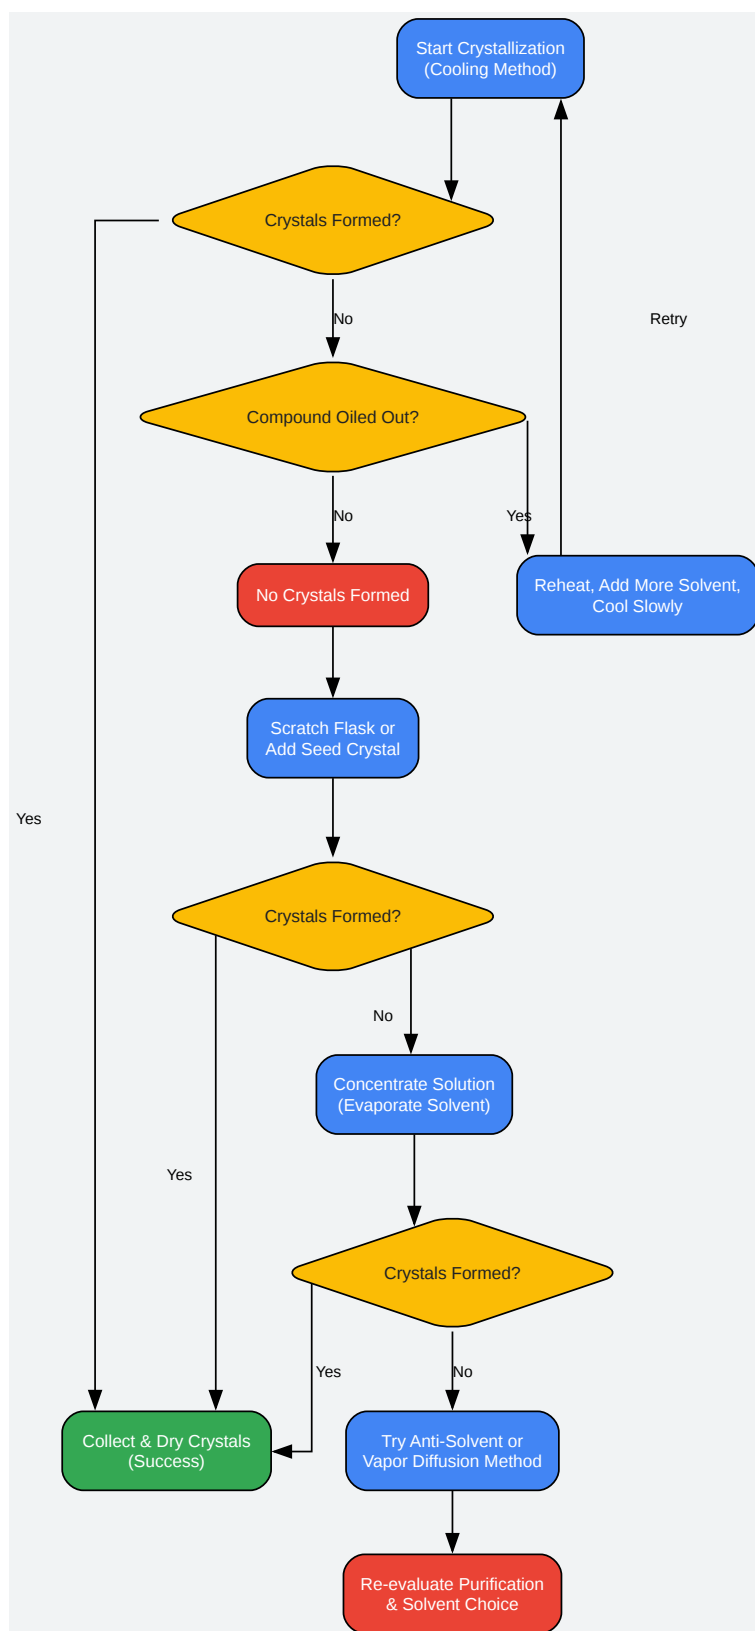 Start Crystallization
(Cooling Method)
Crystals Formed?
No
Retry
Compound Oiled Out?
No
Yes
No Crystals Formed
Reheat, Add More Solvent,
Cool Slowly
Scratch Flask or
Add Seed Crystal
Yes
Crystals Formed?
No
Concentrate Solution
(Evaporate Solvent)
Yes
Crystals Formed?
Yes
No
Collect & Dry Crystals
(Success)
Try Anti-Solvent or
Vapor Diffusion Method
Re-evaluate Purification
& Solvent Choice